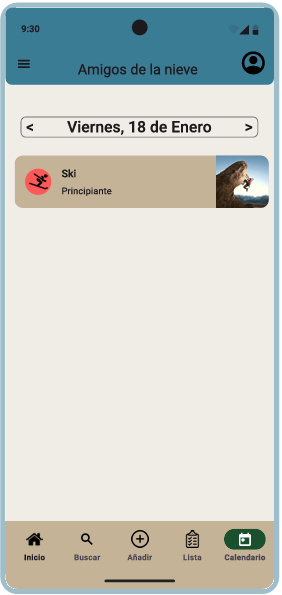 9:30
Amigos de la nieve
< Viernes, 18 de Enero >
Ski
Principiante
Inicio Buscar Añadir Lista Calendario